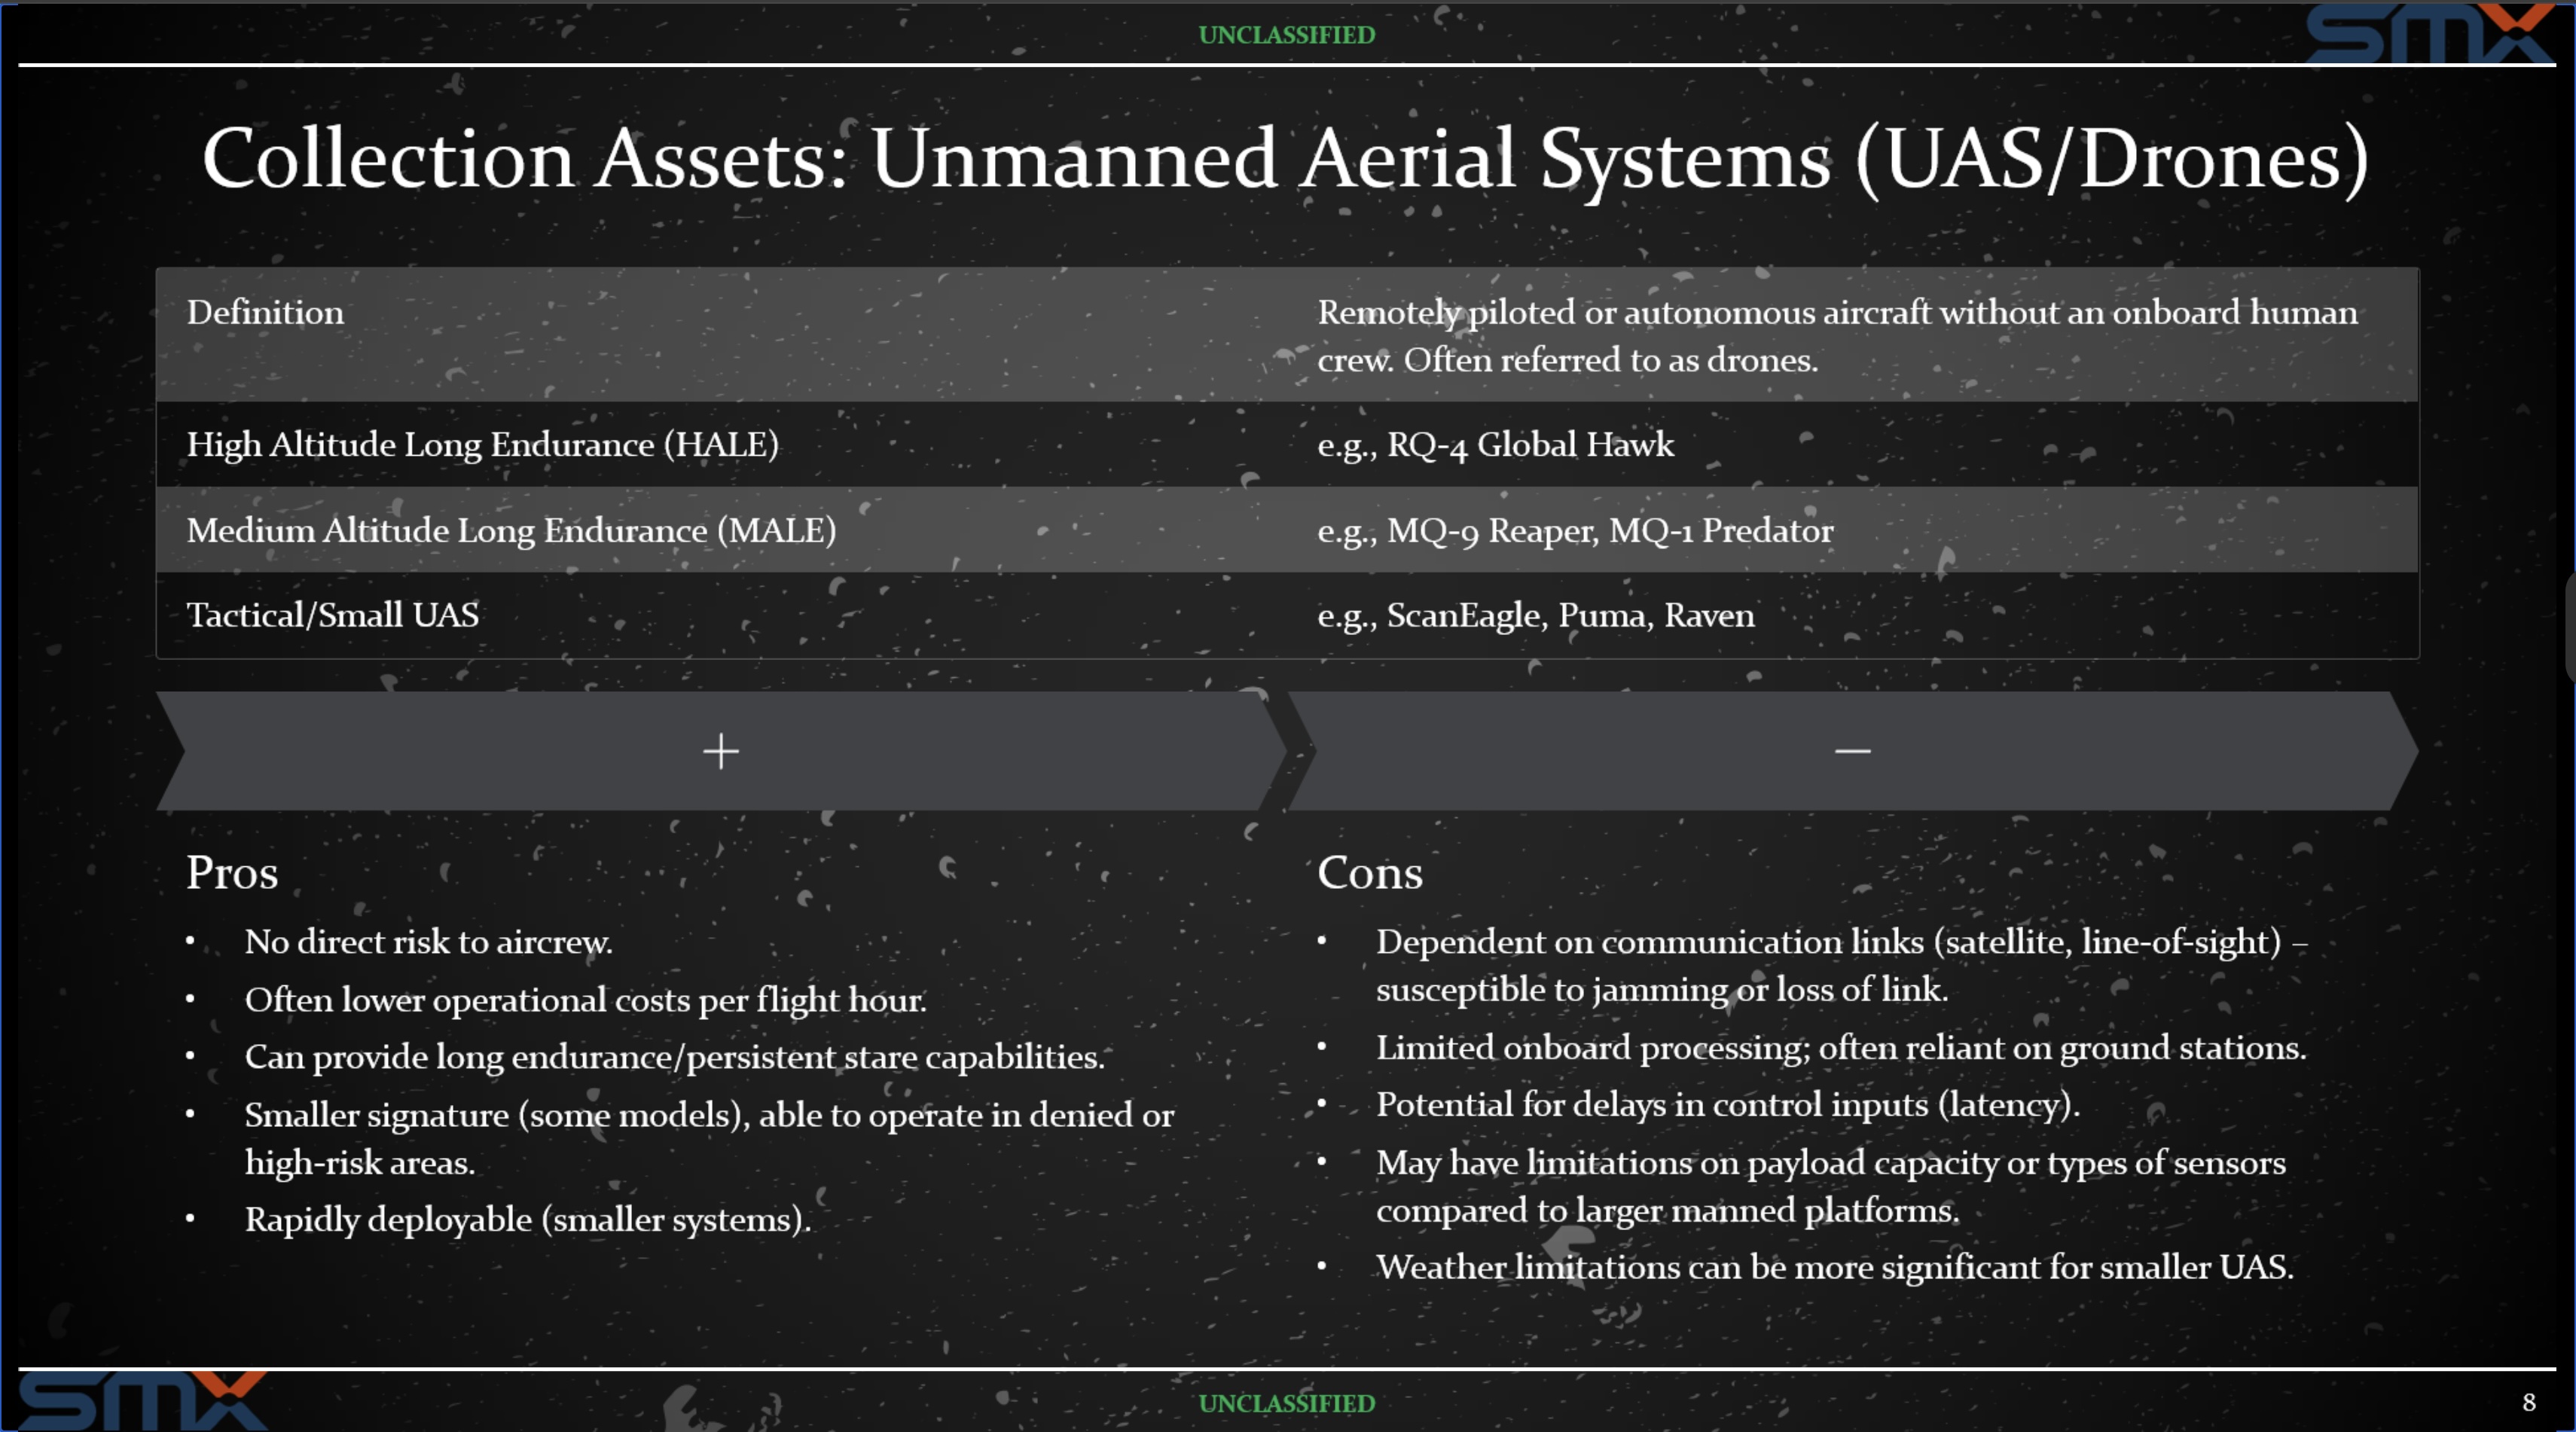 UNCLASSIFIED
SMX
Collection Assets: Unmanned Aerial Systems (UAS/Drones)
Definition
Remotely piloted or autonomous aircraft without an onboard human
crew. Often referred to as drones.
High Altitude Long Endurance (HALE)
e.g., RQ-4 Global Hawk
Medium Altitude Long Endurance (MALE)
e.g., MQ-9 Reaper, MQ-1 Predator
Tactical/Small UAS
e.g., ScanEagle, Puma, Raven
+
–
Pros
• No direct risk to aircrew.
• Often lower operational costs per flight hour.
• Can provide long endurance/persistent stare capabilities.
• Smaller signature (some models), able to operate in denied or
high-risk areas.
• Rapidly deployable (smaller systems).
Cons
• Dependent on communication links (satellite, line-of-sight) –
susceptible to jamming or loss of link.
• Limited onboard processing; often reliant on ground stations.
• Potential for delays in control inputs (latency).
• May have limitations on payload capacity or types of sensors
compared to larger manned platforms.
• Weather limitations can be more significant for smaller UAS.
SMX
UNCLASSIFIED
8